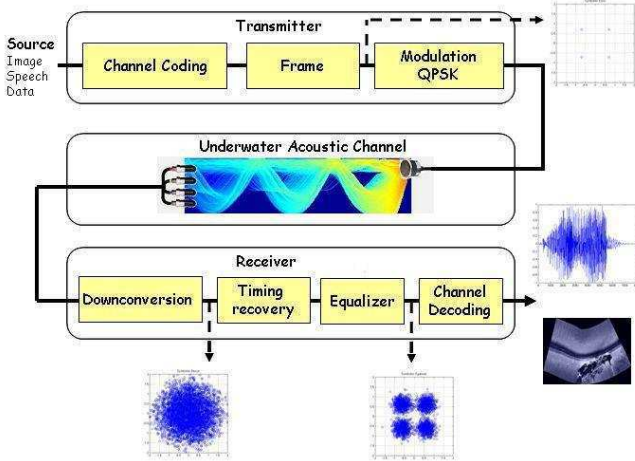 Transmitter
Source
Image
Speech
Data
Channel Coding
Frame
Modulation
QPSK
Underwater Acoustic Channel
Receiver
Downconversion
Timing
recovery
Equalizer
Channel
Decoding